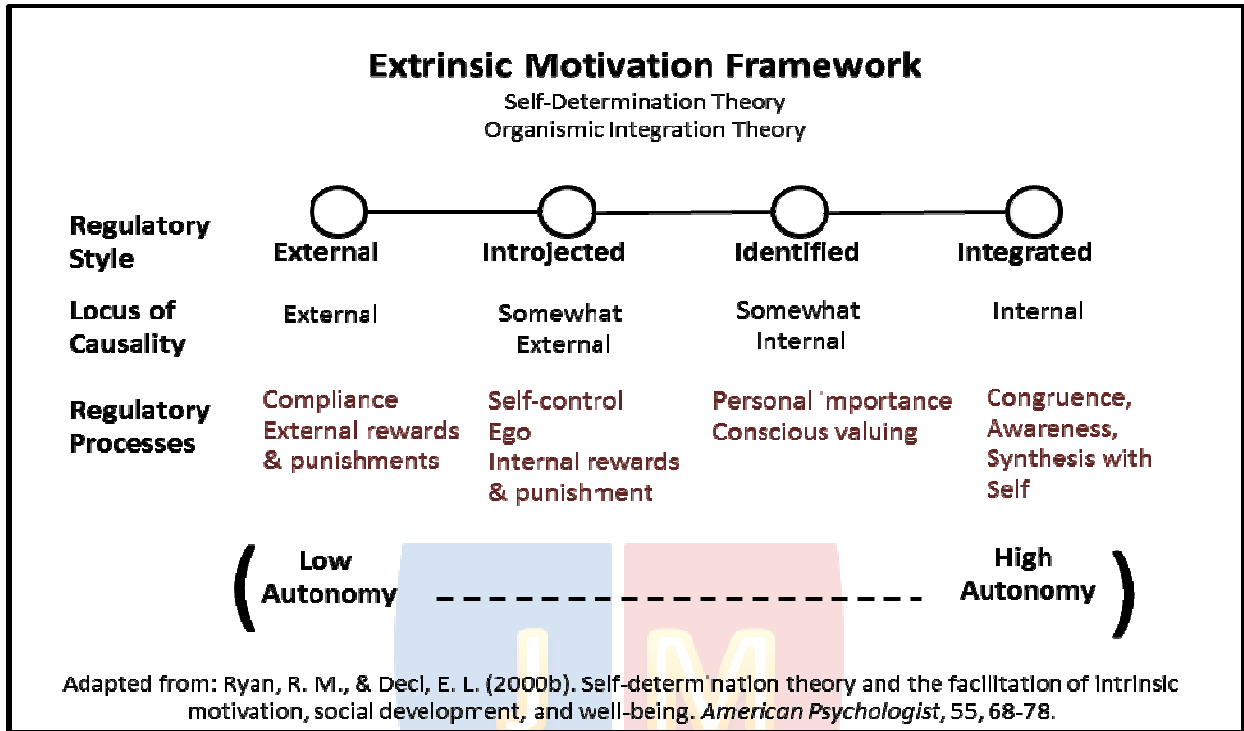 Extrinsic Motivation Framework
Self-Determination Theory
Organismic Integration Theory
Regulatory
Style
External
Introjected
Identified
Integrated
Locus of
Causality
External
Somewhat
External
Somewhat
Internal
Internal
Regulatory
Processes
Compliance
External rewards
& punishments
Self-control
Ego
Internal rewards
& punishment
Personal importance
Conscious valuing
Congruence,
Awareness,
Synthesis with
Self
( Low
Autonomy
High
Autonomy )
J M
Adapted from: Ryan, R. M., & Deci, E. L. (2000b). Self-determination theory and the facilitation of intrinsic
motivation, social development, and well-being. American Psychologist, 55, 68-78.